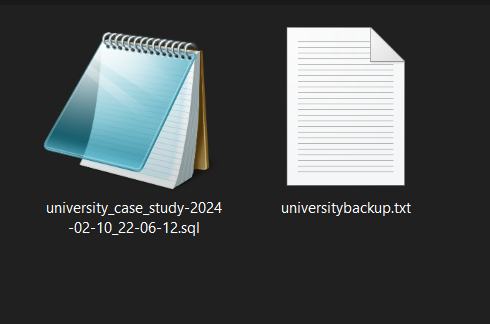 university_case_study-2024
-02-10_22-06-12.sql
universitybackup.txt